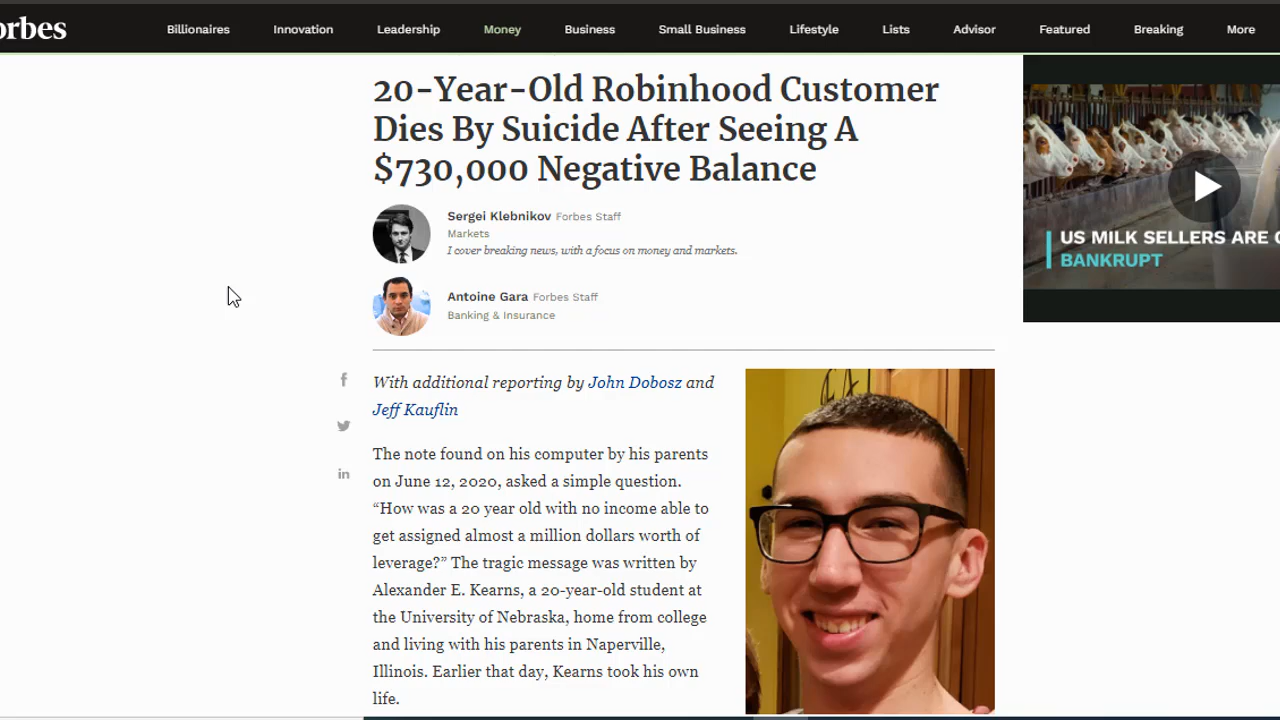 orbes
Billionaires Innovation Leadership Money Business Small Business Lifestyle Lists Advisor Featured Breaking More
20-Year-Old Robinhood Customer
Dies By Suicide After Seeing A
$730,000 Negative Balance
Sergei Klebnikov Forbes Staff
Markets
I cover breaking news, with a focus on money and markets.
Antoine Gara Forbes Staff
Banking & Insurance
US MILK SELLERS ARE
BANKRUPT
With additional reporting by John Dobosz and
Jeff Kauflin
The note found on his computer by his parents
on June 12, 2020, asked a simple question.
“How was a 20 year old with no income able to
get assigned almost a million dollars worth of
leverage?” The tragic message was written by
Alexander E. Kearns, a 20-year-old student at
the University of Nebraska, home from college
and living with his parents in Naperville,
Illinois. Earlier that day, Kearns took his own
life.